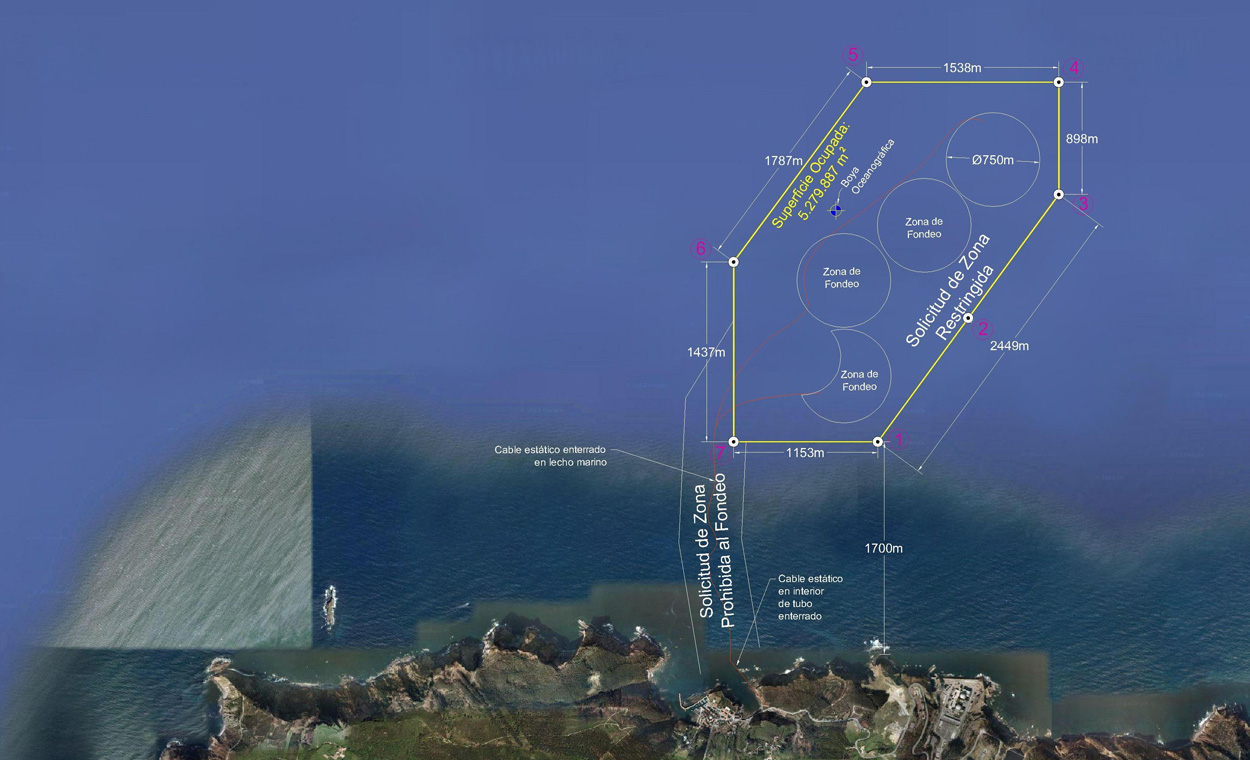 5
1538m
4
898m
Ø750m
1787m
Superficie Ocupada:
5.279.887 m²
Boya
Oceanográfica
3
Zona de
Fondeo
6
Zona de
Fondeo
Solicitud de Zona
Restringida
2
2449m
1437m
Zona de
Fondeo
1
7
1153m
Cable estático enterrado
en lecho marino
Solicitud de Zona
Prohibida al Fondeo
1700m
Cable estático
en interior
de tubo
enterrado